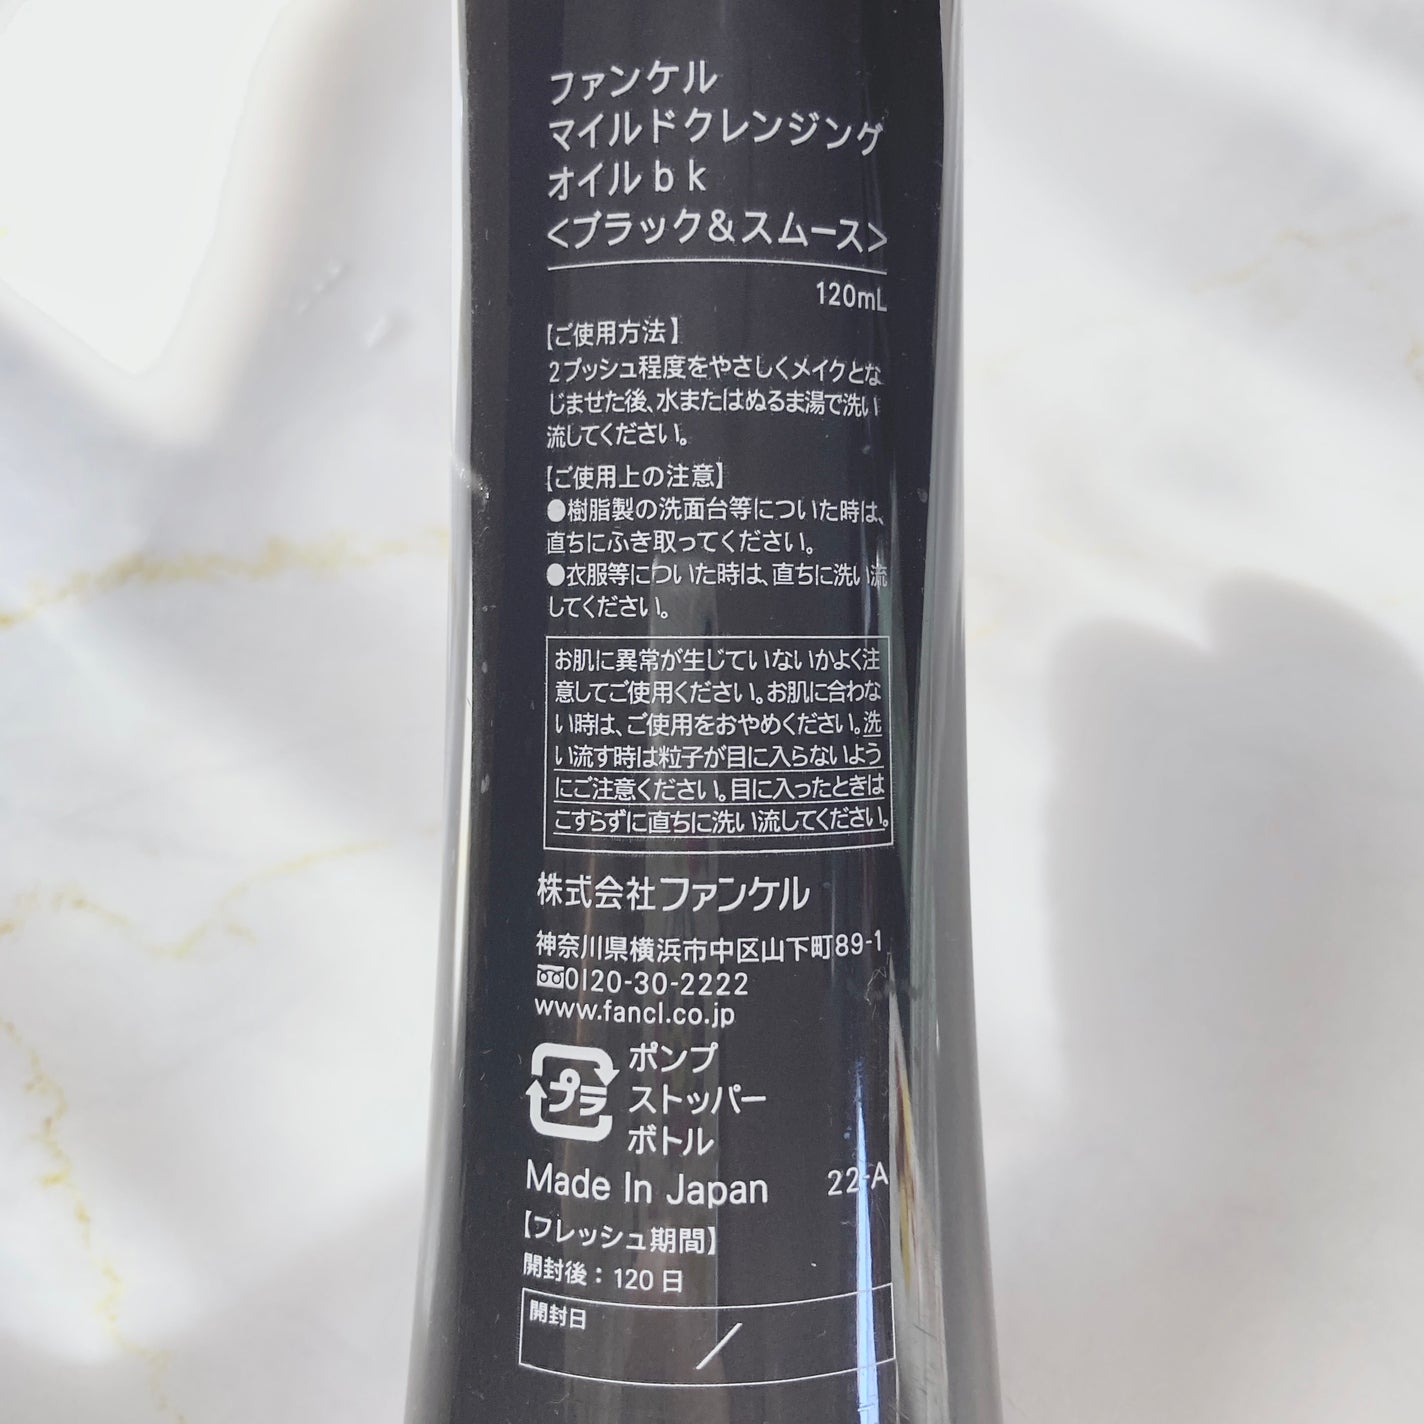 ファンケル
マイルドクレンジング
オイルbk
<ブラック&スムース>
120mL
【ご使用方法】
2プッシュ程度をやさしくメイクとな
じませた後、水またはぬるま湯で洗い
流してください。
【ご使用上の注意】
●樹脂製の洗面台等についた時は、
直ちにふき取ってください。
●衣服等についた時は、直ちに洗い流
してください。
お肌に異常が生じていないかよく注
意してご使用ください。お肌に合わな
い時は、ご使用をおやめください。洗
い流す時は粒子が目に入らないよう
にご注意ください。目に入ったときは
こすらずに直ちに洗い流してください。
株式会社ファンケル
神奈川県横浜市中区山下町89-1
0120-30-2222
www.fancl.co.jp
プラ
ポンプ
ストッパー
ボトル
Made In Japan 22-A
【フレッシュ期間】
開封後：120日
開封日 /